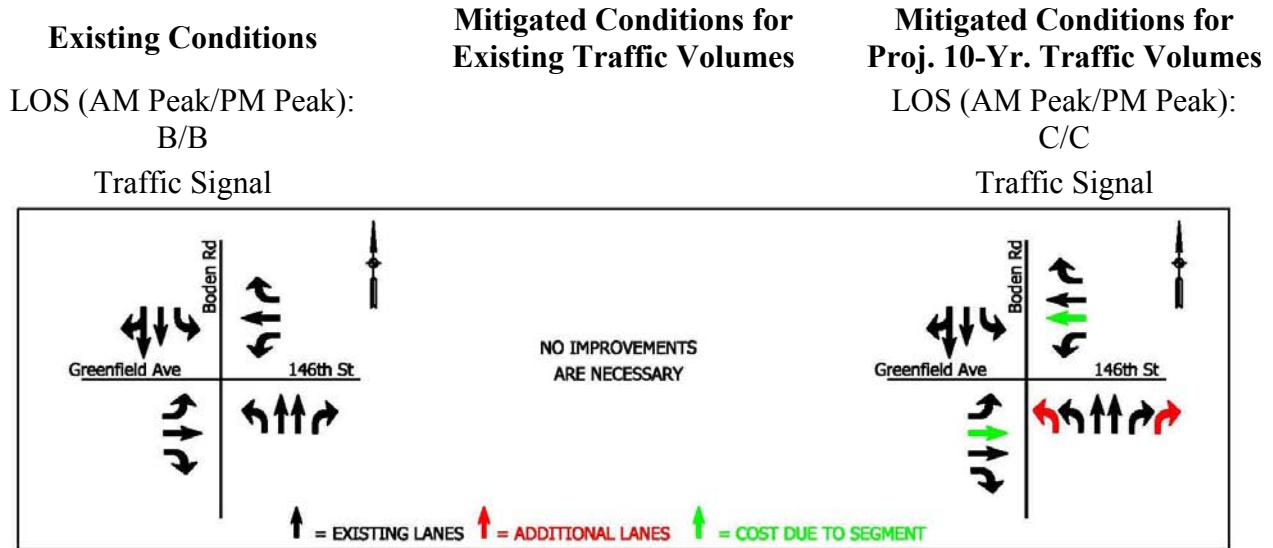 Existing Conditions
LOS (AM Peak/PM Peak):
B/B
Traffic Signal
Mitigated Conditions for
Existing Traffic Volumes
Mitigated Conditions for
Proj. 10-Yr. Traffic Volumes
LOS (AM Peak/PM Peak):
C/C
Traffic Signal
Boden Rd
Greenfield Ave
146th St
NO IMPROVEMENTS
ARE NECESSARY
Boden Rd
Greenfield Ave
146th St
= EXISTING LANES
= ADDITIONAL LANES
= COST DUE TO SEGMENT